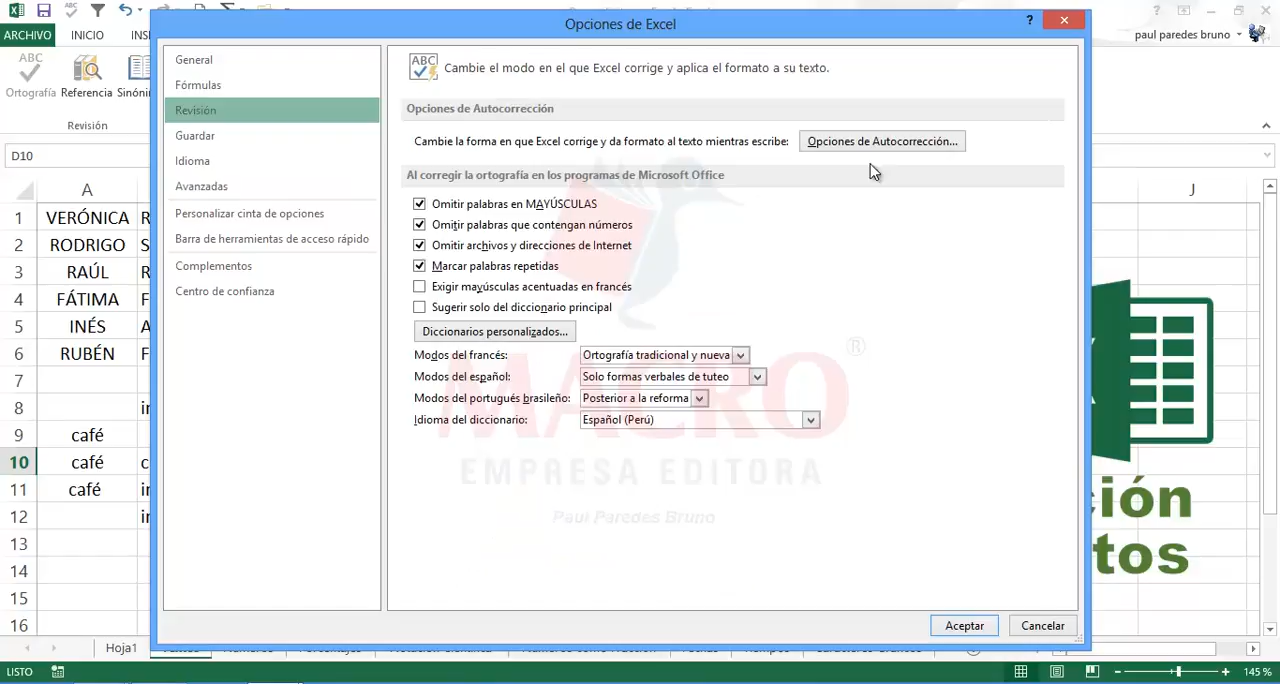 Opciones de Excel
?
paul paredes bruno
ARCHIVO
INICIO
INS
ABC
Ortografía
Referencia
Sinónir
Revisión
D10
A
J
1 VERÓNICA R
2 RODRIGO S
3 RAÚL R
4 FÁTIMA F
5 INÉS A
6 RUBÉN F
7
8
9 café
10 café
11 café
12
13
14
15
16
General
Fórmulas
Revisión
Guardar
Idioma
Avanzadas
Personalizar cinta de opciones
Barra de herramientas de acceso rápido
Complementos
Centro de confianza
ABC
Cambie el modo en el que Excel corrige y aplica el formato a su texto.
Opciones de Autocorrección
Cambie la forma en que Excel corrige y da formato al texto mientras escribe:
Opciones de Autocorrección...
Al corregir la ortografía en los programas de Microsoft Office
Omitir palabras en MAYÚSCULAS
Omitir palabras que contengan números
Omitir archivos y direcciones de Internet
Marcar palabras repetidas
Exigir mayúsculas acentuadas en francés
Sugerir solo del diccionario principal
Diccionarios personalizados...
Modos del francés: Ortografía tradicional y nueva
Modos del español: Solo formas verbales de tuteo
Modos del portugués brasileño: Posterior a la reforma
Idioma del diccionario: Español (Perú)
MACRO
®
EMPRESA EDITORA
Paul Paredes Bruno
ción
tos
Aceptar
Cancelar
Hoja1
LISTO
145 %